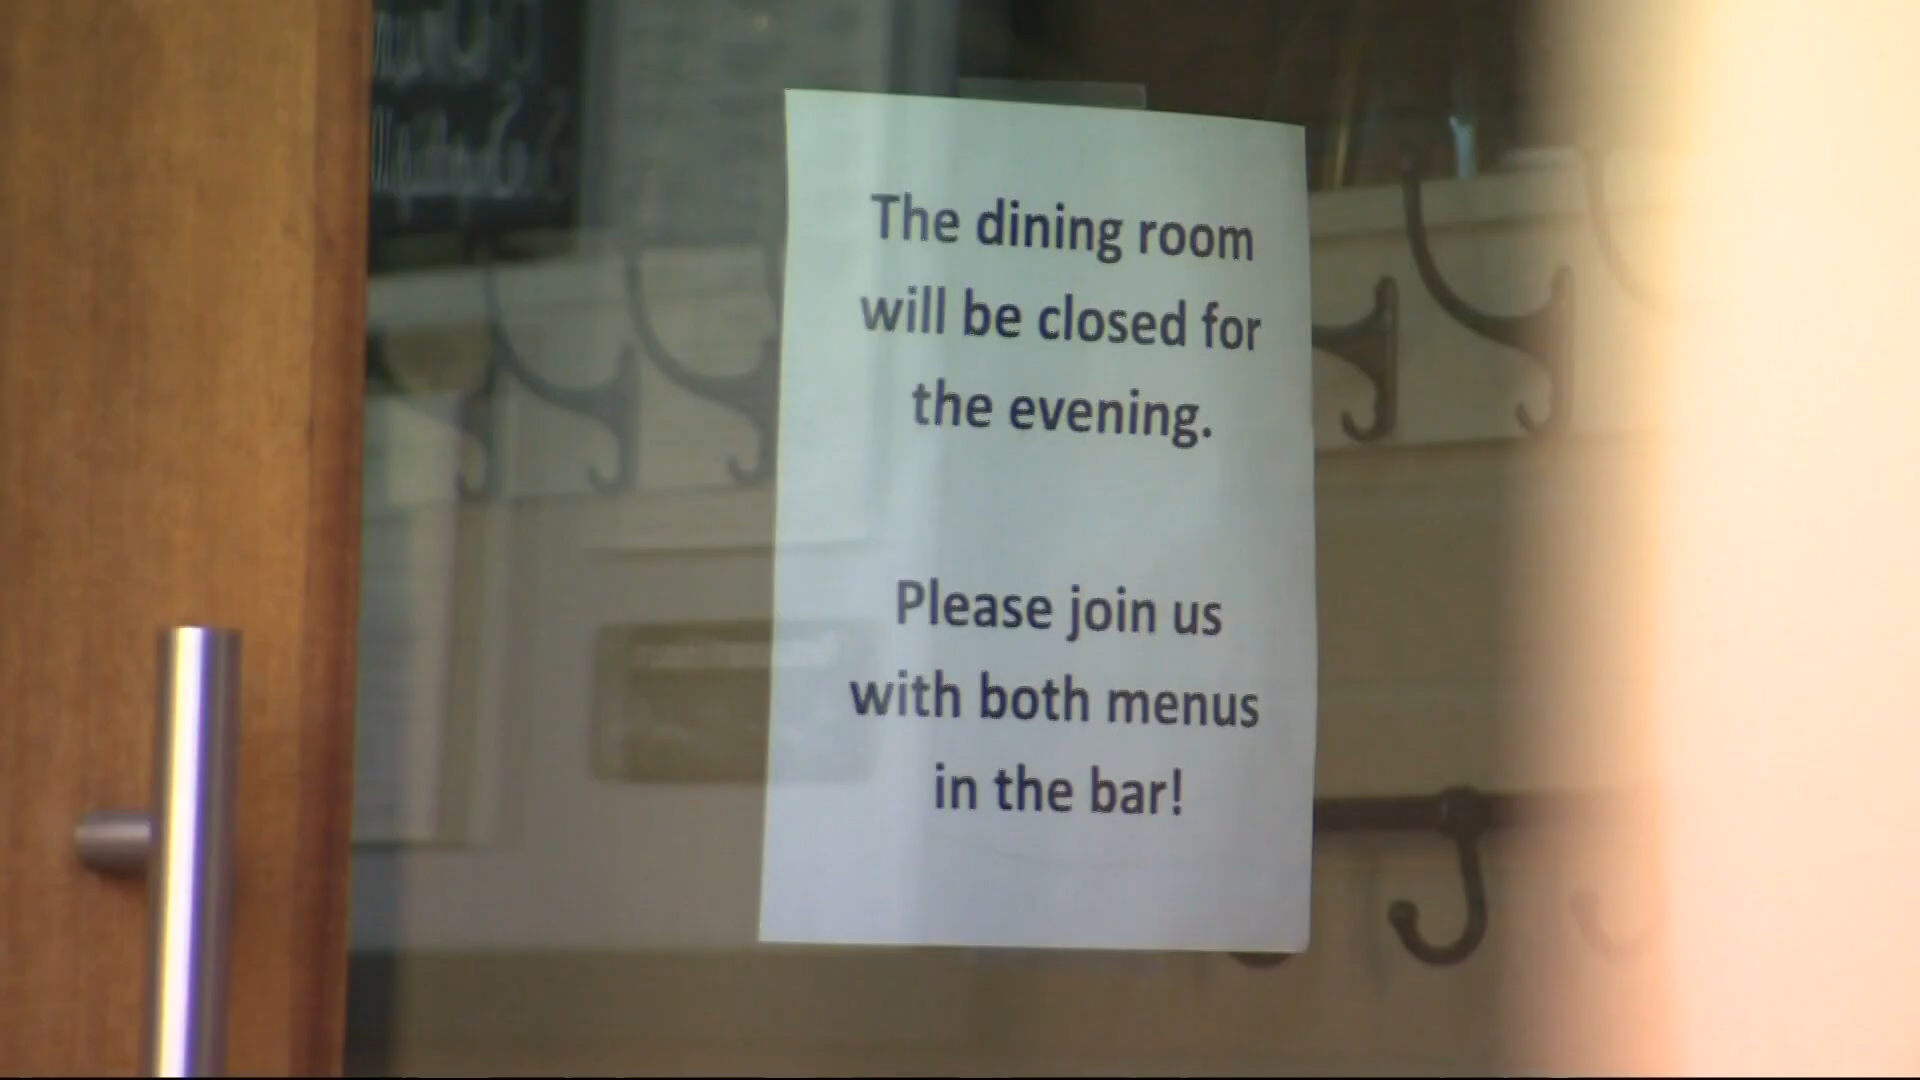 The dining room
will be closed for
the evening.
Please join us
with both menus
in the bar!